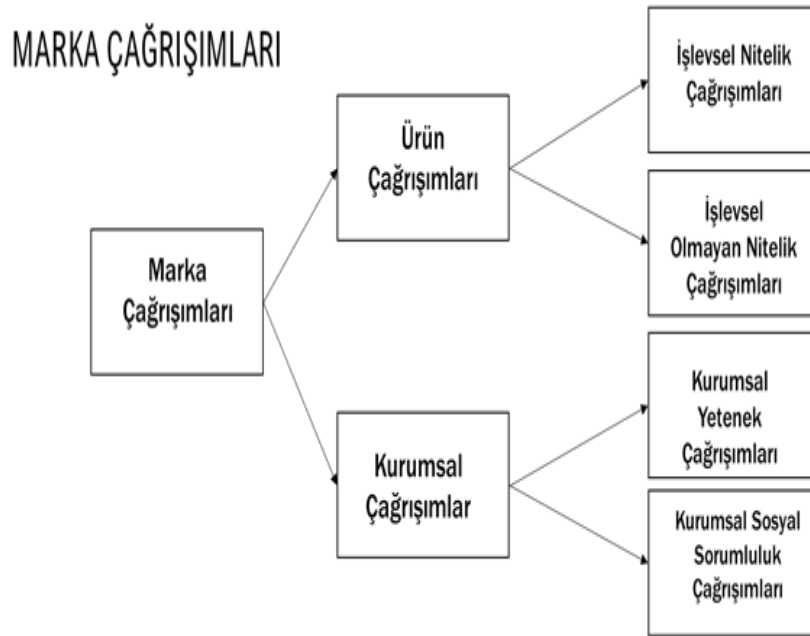 MARKA ÇAĞRIŞIMLARI
Marka
Çağrışımları
Ürün
Çağrışımları
Kurumsal
Çağrışımlar
İşlevsel Nitelik
Çağrışımları
İşlevsel
Olmayan Nitelik
Çağrışımları
Kurumsal
Yetenek
Çağrışımları
Kurumsal Sosyal
Sorumluluk
Çağrışımları